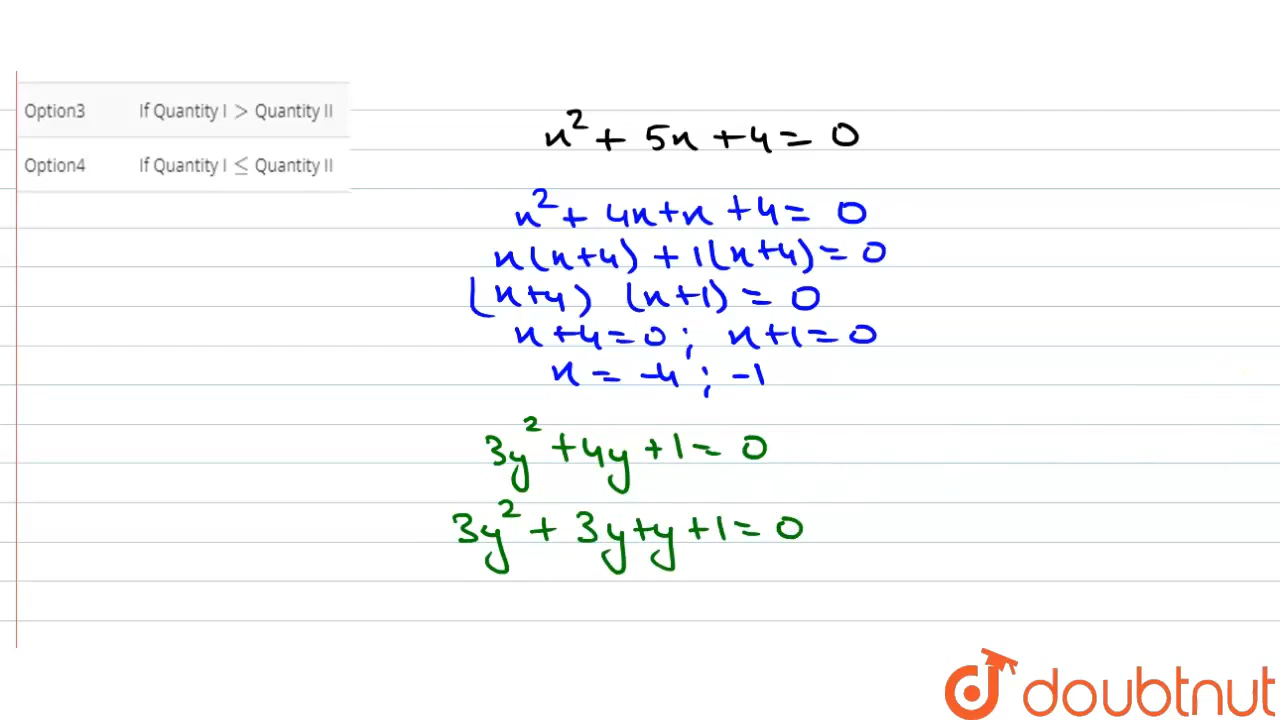 Option3 If Quantity I > Quantity II
Option4 If Quantity I ≤ Quantity II
x² + 5x + 4 = 0
x² + 4x + x + 4 = 0
x(x+4) + 1(x+4) = 0
(x+4) (x+1) = 0
x + 4 = 0 ; x + 1 = 0
x = -4 ; -1
3y² + 4y + 1 = 0
3y² + 3y + y + 1 = 0
doubtnut